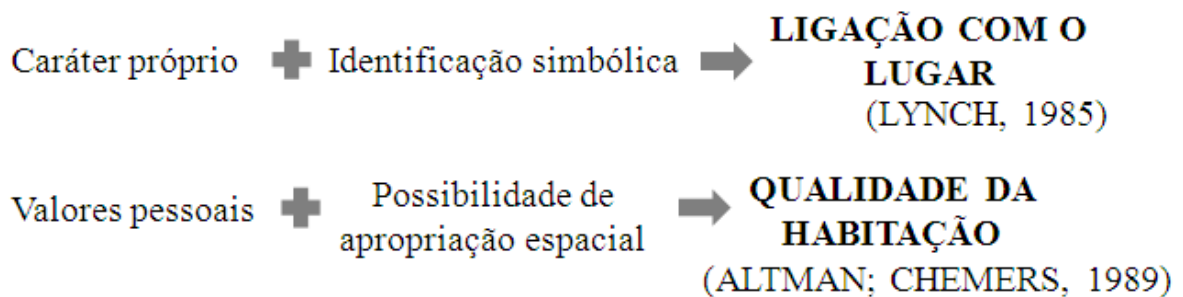 Caráter próprio
Identificação simbólica
LIGAÇÃO COM O
LUGAR
(LYNCH, 1985)
Valores pessoais
Possibilidade de
apropriação espacial
QUALIDADE DA
HABITAÇÃO
(ALTMAN; CHEMERS, 1989)